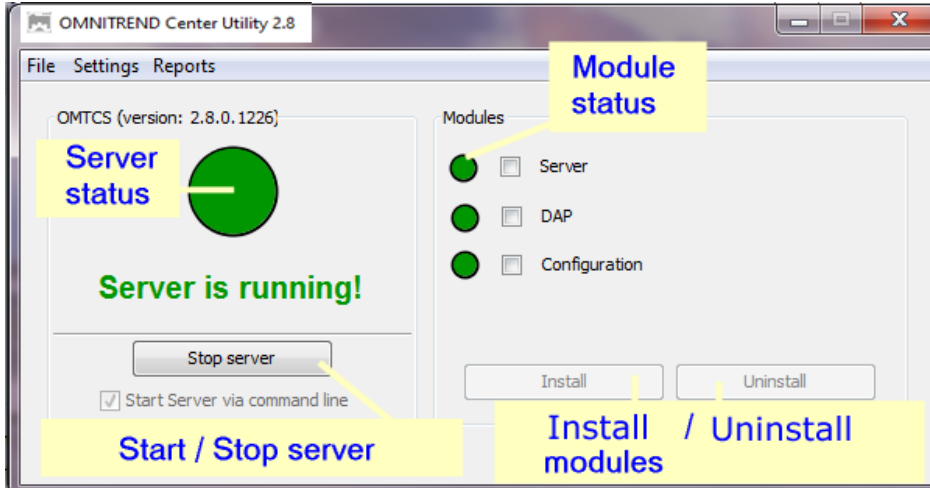 OMNITREND Center Utility 2.8
File Settings Reports
Module
status
OMTCS (version: 2.8.0.1226)
Server
status
Server is running!
Stop server
Start Server via command line
Start / Stop server
Modules
Server
DAP
Configuration
Install
Uninstall
Install / Uninstall
modules